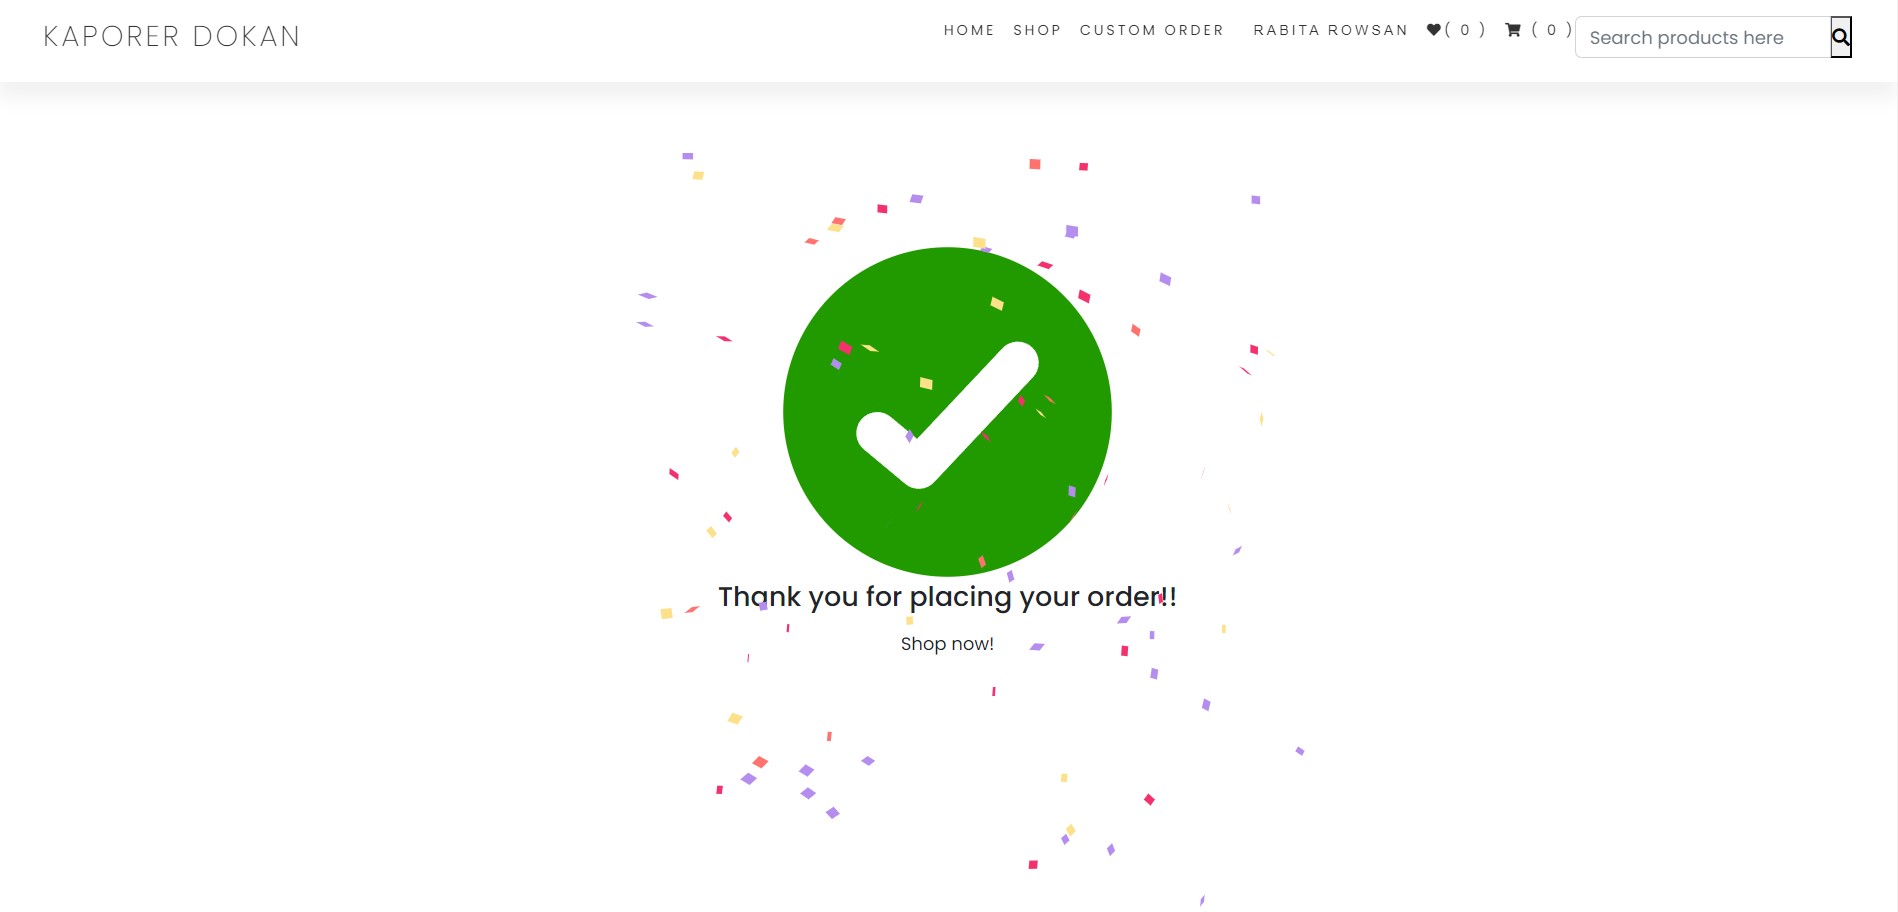 KAPORER DOKAN
HOME SHOP CUSTOM ORDER RABITA ROWSAN ( 0 ) ( 0 ) Search products here
Thank you for placing your order!!
Shop now!